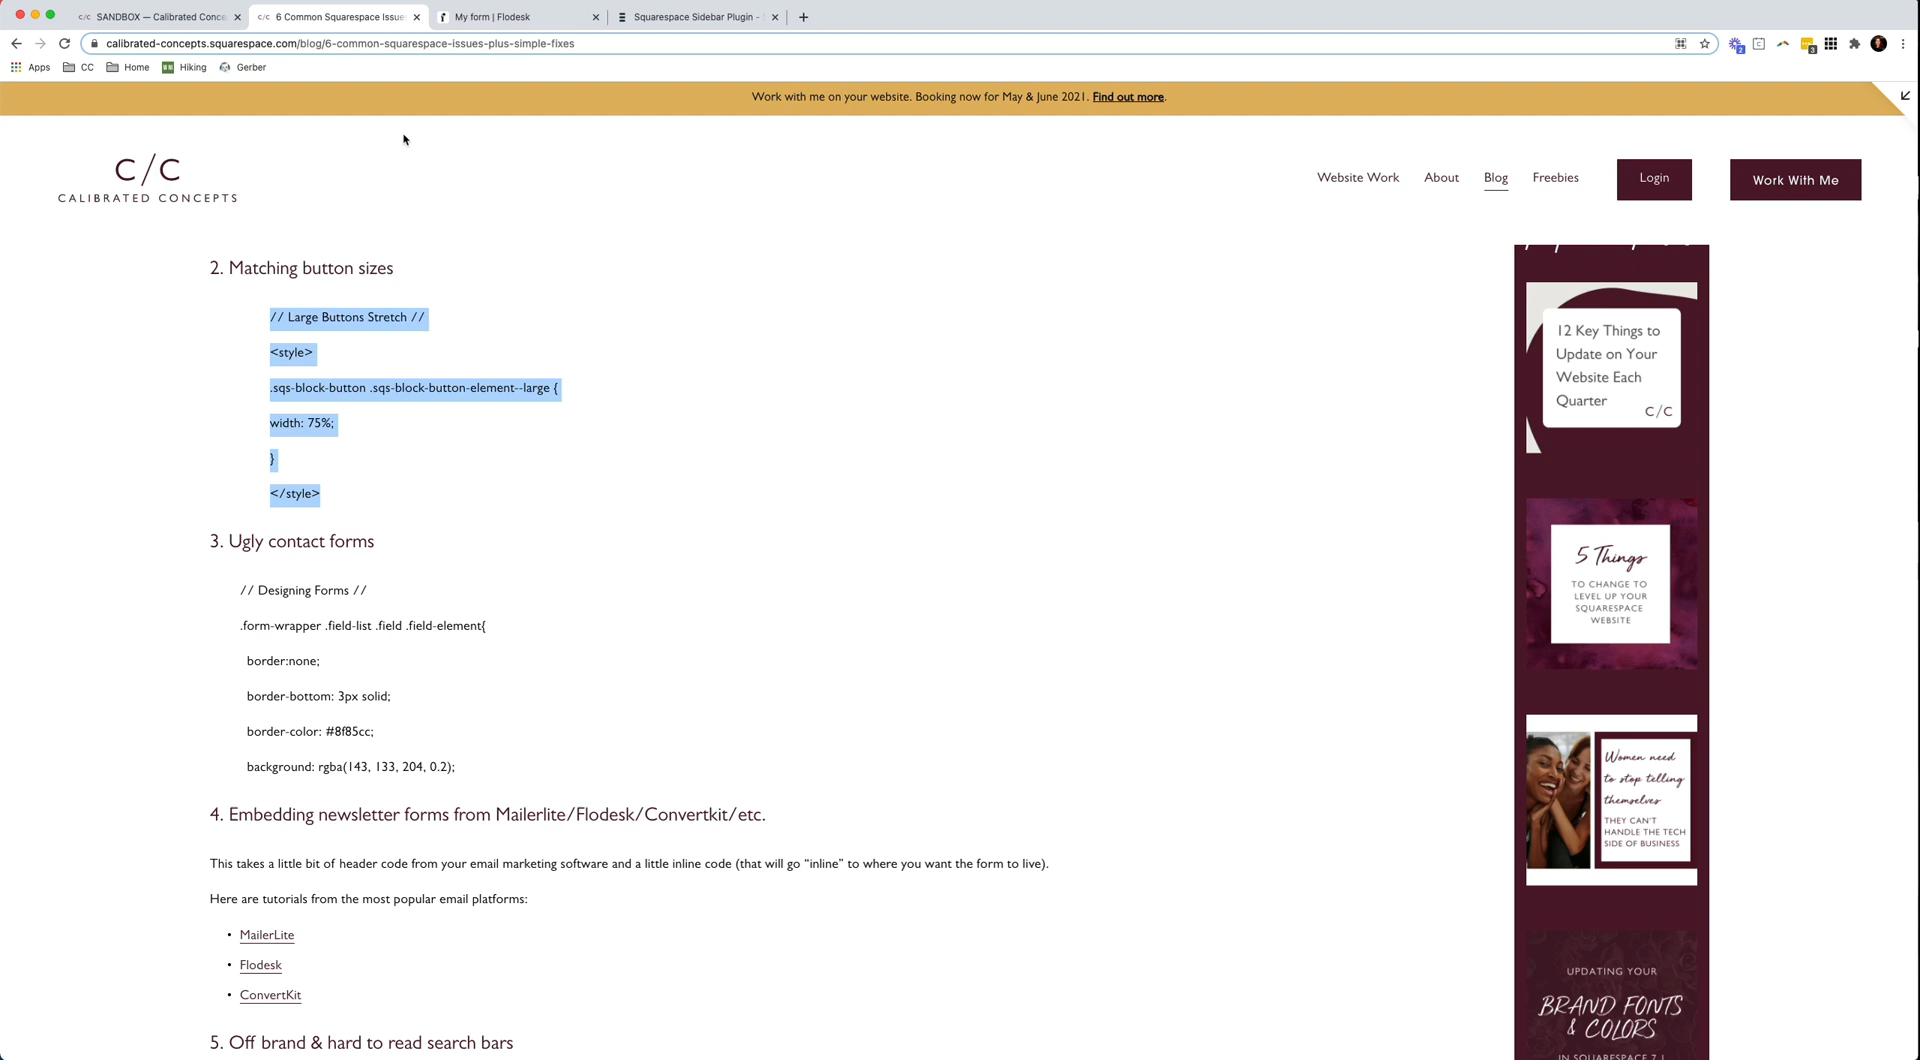 SANDBOX — Calibrated Conce
6 Common Squarespace Issues
My form | Flodesk
Squarespace Sidebar Plugin -
calibrated-concepts.squarespace.com/blog/6-common-squarespace-issues-plus-simple-fixes
2
3
Apps
CC
Home
Hiking
Gerber
Work with me on your website. Booking now for May & June 2021. Find out more.
C/C
CALIBRATED CONCEPTS
Website Work
About
Blog
Freebies
Login
Work With Me
2. Matching button sizes
// Large Buttons Stretch //
<style>
.sqs-block-button .sqs-block-button-element--large {
width: 75%;
}
</style>
3. Ugly contact forms
// Designing Forms //
.form-wrapper .field-list .field .field-element{
border:none;
border-bottom: 3px solid;
border-color: #8f85cc;
background: rgba(143, 133, 204, 0.2);
4. Embedding newsletter forms from Mailerlite/Flodesk/Convertkit/etc.
This takes a little bit of header code from your email marketing software and a little inline code (that will go “inline” to where you want the form to live).
Here are tutorials from the most popular email platforms:
• MailerLite
• Flodesk
• ConvertKit
5. Off brand & hard to read search bars
12 Key Things to
Update on Your
Website Each
Quarter
C/C
5 Things
TO CHANGE TO
LEVEL UP YOUR
SQUARESPACE
WEBSITE
Women need
to stop telling
themselves
THEY CAN'T
HANDLE THE TECH
SIDE OF BUSINESS
UPDATING YOUR
BRAND FONTS
& COLORS
IN SQUARESPACE 7.1